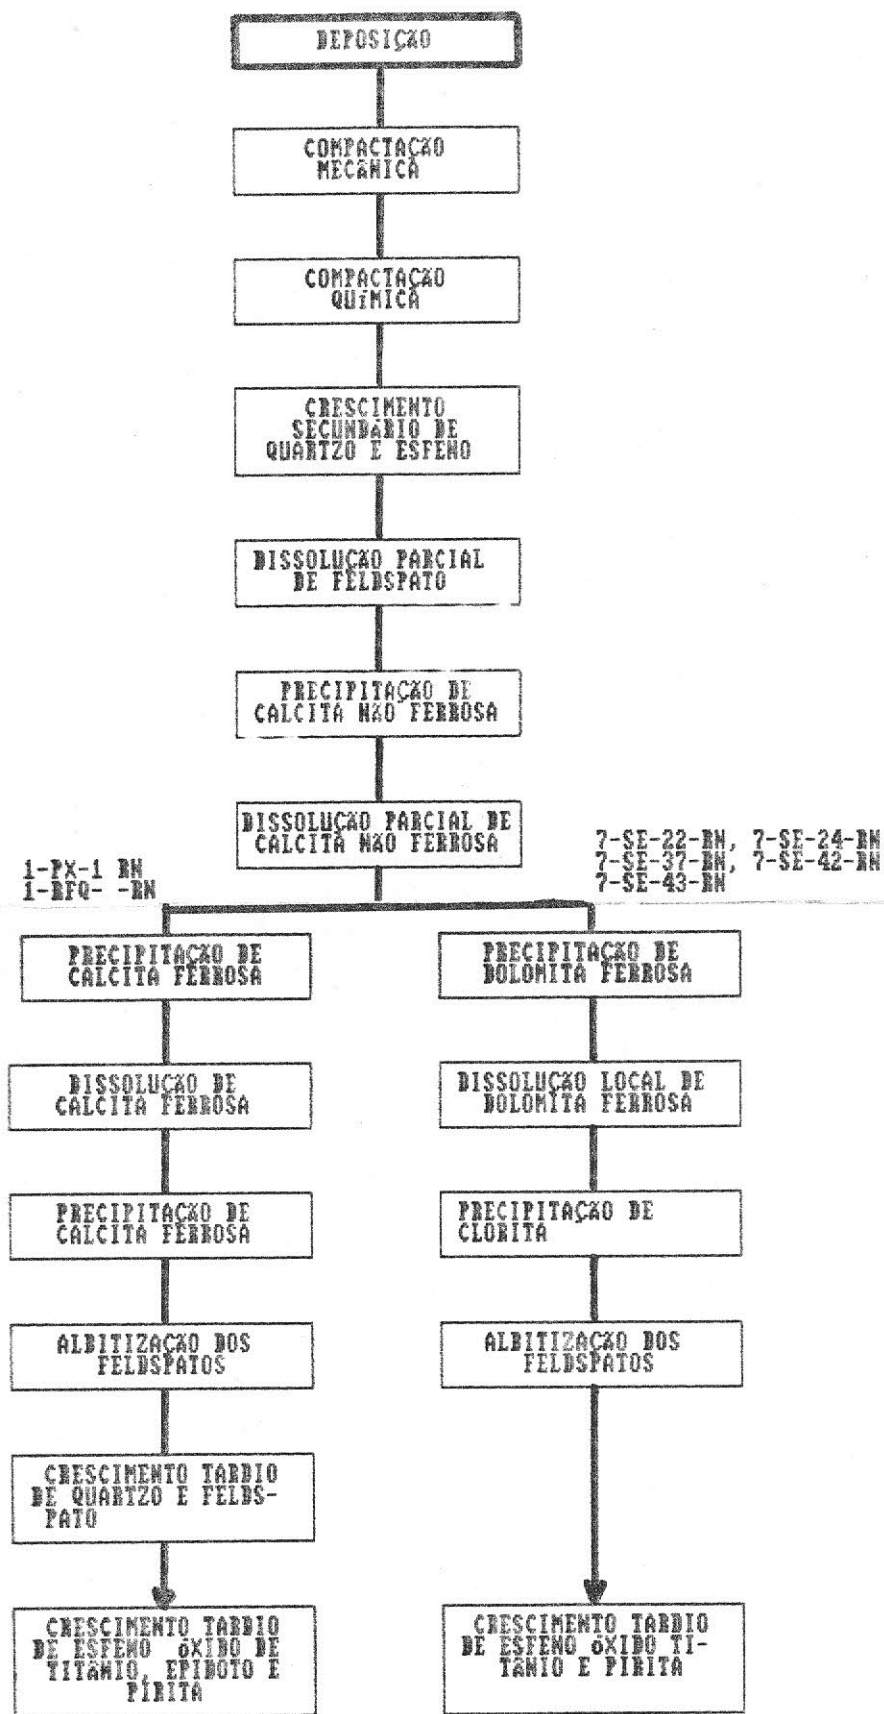 DEPOSIÇÃO
COMPACTAÇÃO
MECÂNICA
COMPACTAÇÃO
QUÍMICA
CRESCIMENTO
SECUNDÁRIO DE
QUARTZO E ESFENO
DISSOLUÇÃO PARCIAL
DE FELDSPATO
PRECIPITAÇÃO DE
CALCITA NÃO FERROSA
DISSOLUÇÃO PARCIAL DE
CALCITA NÃO FERROSA
1-PX-1 RN
1-RFQ- -RN
7-SE-22-RN, 7-SE-24-RN
7-SE-37-RN, 7-SE-42-RN
7-SE-43-RN
PRECIPITAÇÃO DE
CALCITA FERROSA
DISSOLUÇÃO DE
CALCITA FERROSA
PRECIPITAÇÃO DE
CALCITA FERROSA
ALBITIZAÇÃO DOS
FELDSPATOS
CRESCIMENTO TARDIO
DE QUARTZO E FELDS-
PATO
CRESCIMENTO TARDIO
DE ESFENO ÓXIDO DE
TITÂNIO, EPIDOTO E
PIRITA
PRECIPITAÇÃO DE
DOLOMITA FERROSA
DISSOLUÇÃO LOCAL DE
DOLOMITA FERROSA
PRECIPITAÇÃO DE
CLORITA
ALBITIZAÇÃO DOS
FELDSPATOS
CRESCIMENTO TARDIO
DE ESFENO ÓXIDO TI-
TÂNIO E PIRITA